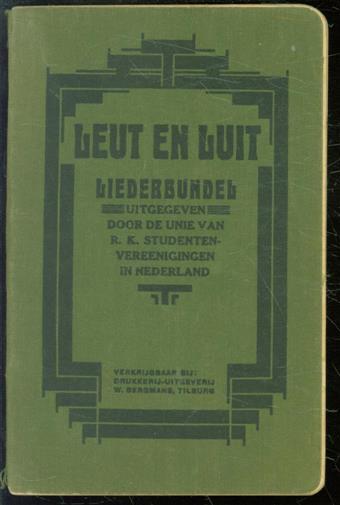 LEUT EN LUIT
LIEDERBUNDEL
UITGEGEVEN
DOOR DE UNIE VAN
R. K. STUDENTEN-
VEREENIGINGEN
IN NEDERLAND
VERKRIJGBAAR BIJ:
DRUKKERIJ-UITGEVERIJ
W. BERGMANS, TILBURG